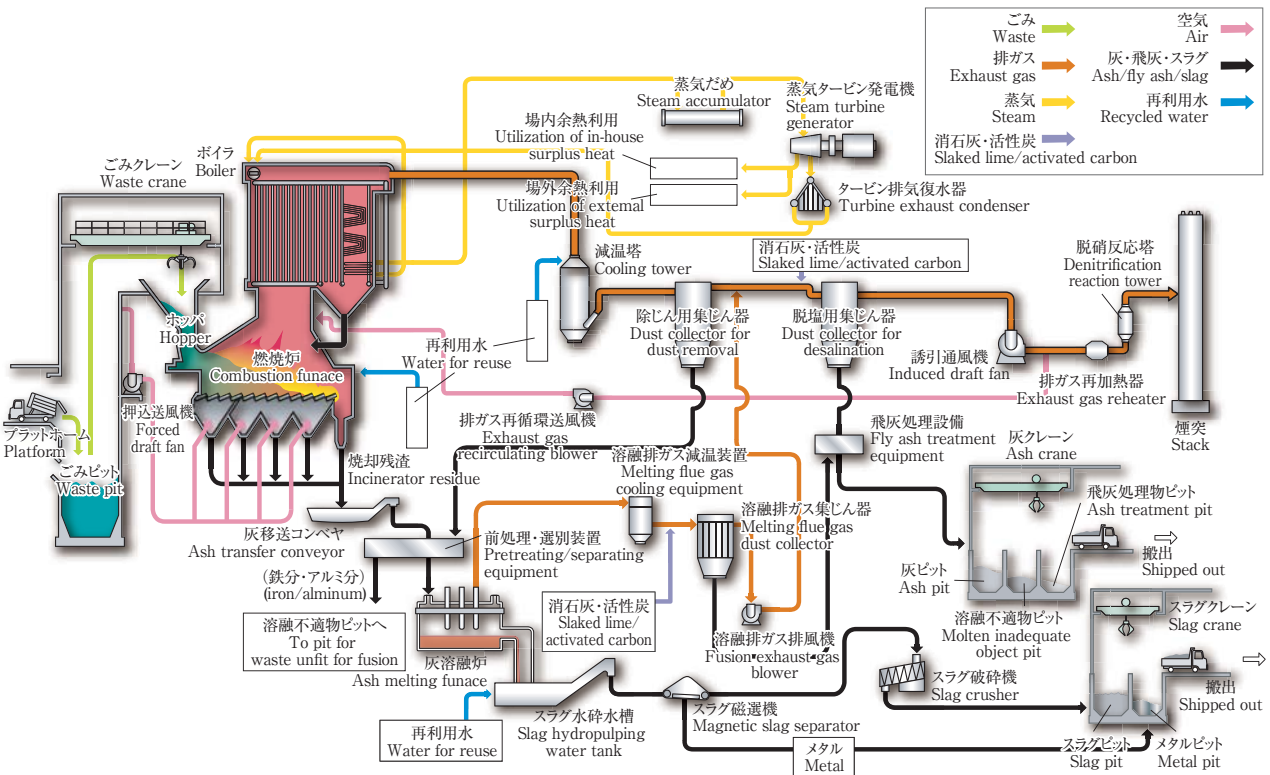 ごみ
Waste
排ガス
Exhaust gas
蒸気
Steam
消石灰・活性炭
Slaked lime/activated carbon
空気
Air
灰・飛灰・スラグ
Ash/fly ash/slag
再利用水
Recycled water
蒸気だめ
Steam accumulator
蒸気タービン発電機
Steam turbine
generator
場内余熱利用
Utilization of in-house
surplus heat
場外余熱利用
Utilization of external
surplus heat
タービン排気復水器
Turbine exhaust condenser
ボイラ
Boiler
ごみクレーン
Waste crane
減温塔
Cooling tower
消石灰・活性炭
Slaked lime/activated carbon
脱硝反応塔
Denitrification
reaction tower
ホッパ
Hopper
燃焼炉
Combustion funace
再利用水
Water for reuse
除じん用集じん器
Dust collector for
dust removal
脱塩用集じん器
Dust collector for
desalination
誘引通風機
Induced draft fan
排ガス再加熱器
Exhaust gas reheater
煙突
Stack
プラットホーム
Platform
押込送風機
Forced
draft fan
ごみピット
Waste pit
焼却残渣
Incinerator residue
排ガス再循環送風機
Exhaust gas
recirculating blower
飛灰処理設備
Fly ash treatment
equipment
灰クレーン
Ash crane
飛灰処理物ピット
Ash treatment pit
搬出
Shipped out
灰ピット
Ash pit
溶融不適物ピット
Molten inadequate
object pit
溶融排ガス減温装置
Melting flue gas
cooling equipment
溶融排ガス集じん器
Melting flue gas
dust collector
灰移送コンベヤ
Ash transfer conveyor
前処理・選別装置
Pretreating/separating
equipment
(鉄分・アルミ分)
(iron/aluminum)
溶融不適物ピットへ
To pit for
waste unfit for fusion
消石灰・活性炭
Slaked lime/
activated carbon
溶融排ガス排風機
Fusion exhaust gas
blower
灰溶融炉
Ash melting funace
再利用水
Water for reuse
スラグ水砕水槽
Slag hydropulping
water tank
スラグ磁選機
Magnetic slag separator
スラグ破砕機
Slag crusher
メタル
Metal
スラグクレーン
Slag crane
搬出
Shipped out
スラグピット
Slag pit
メタルピット
Metal pit